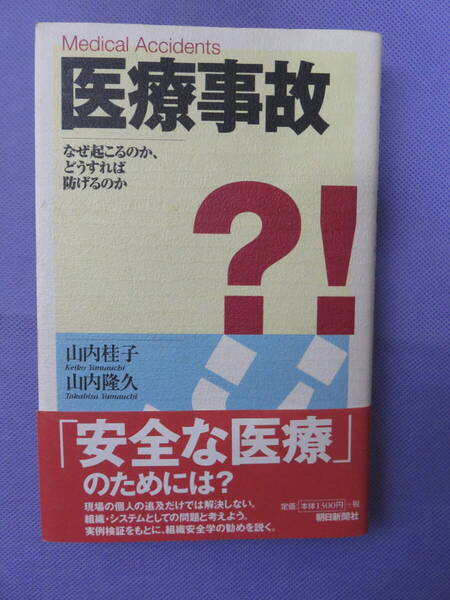 Medical Accidents
医療事故
なぜ起こるのか、
どうすれば
防げるのか
?!
山内桂子
Keiko Yamauchi
山内隆久
Takahisa Yamauchi
「安全な医療」
のためには?
現場の個人の追及だけでは解決しない。
組織・システムとしての問題と考えよう。
実例検証をもとに、組織安全学の勧めを説く。
定価 本体1300円 +税
朝日新聞社